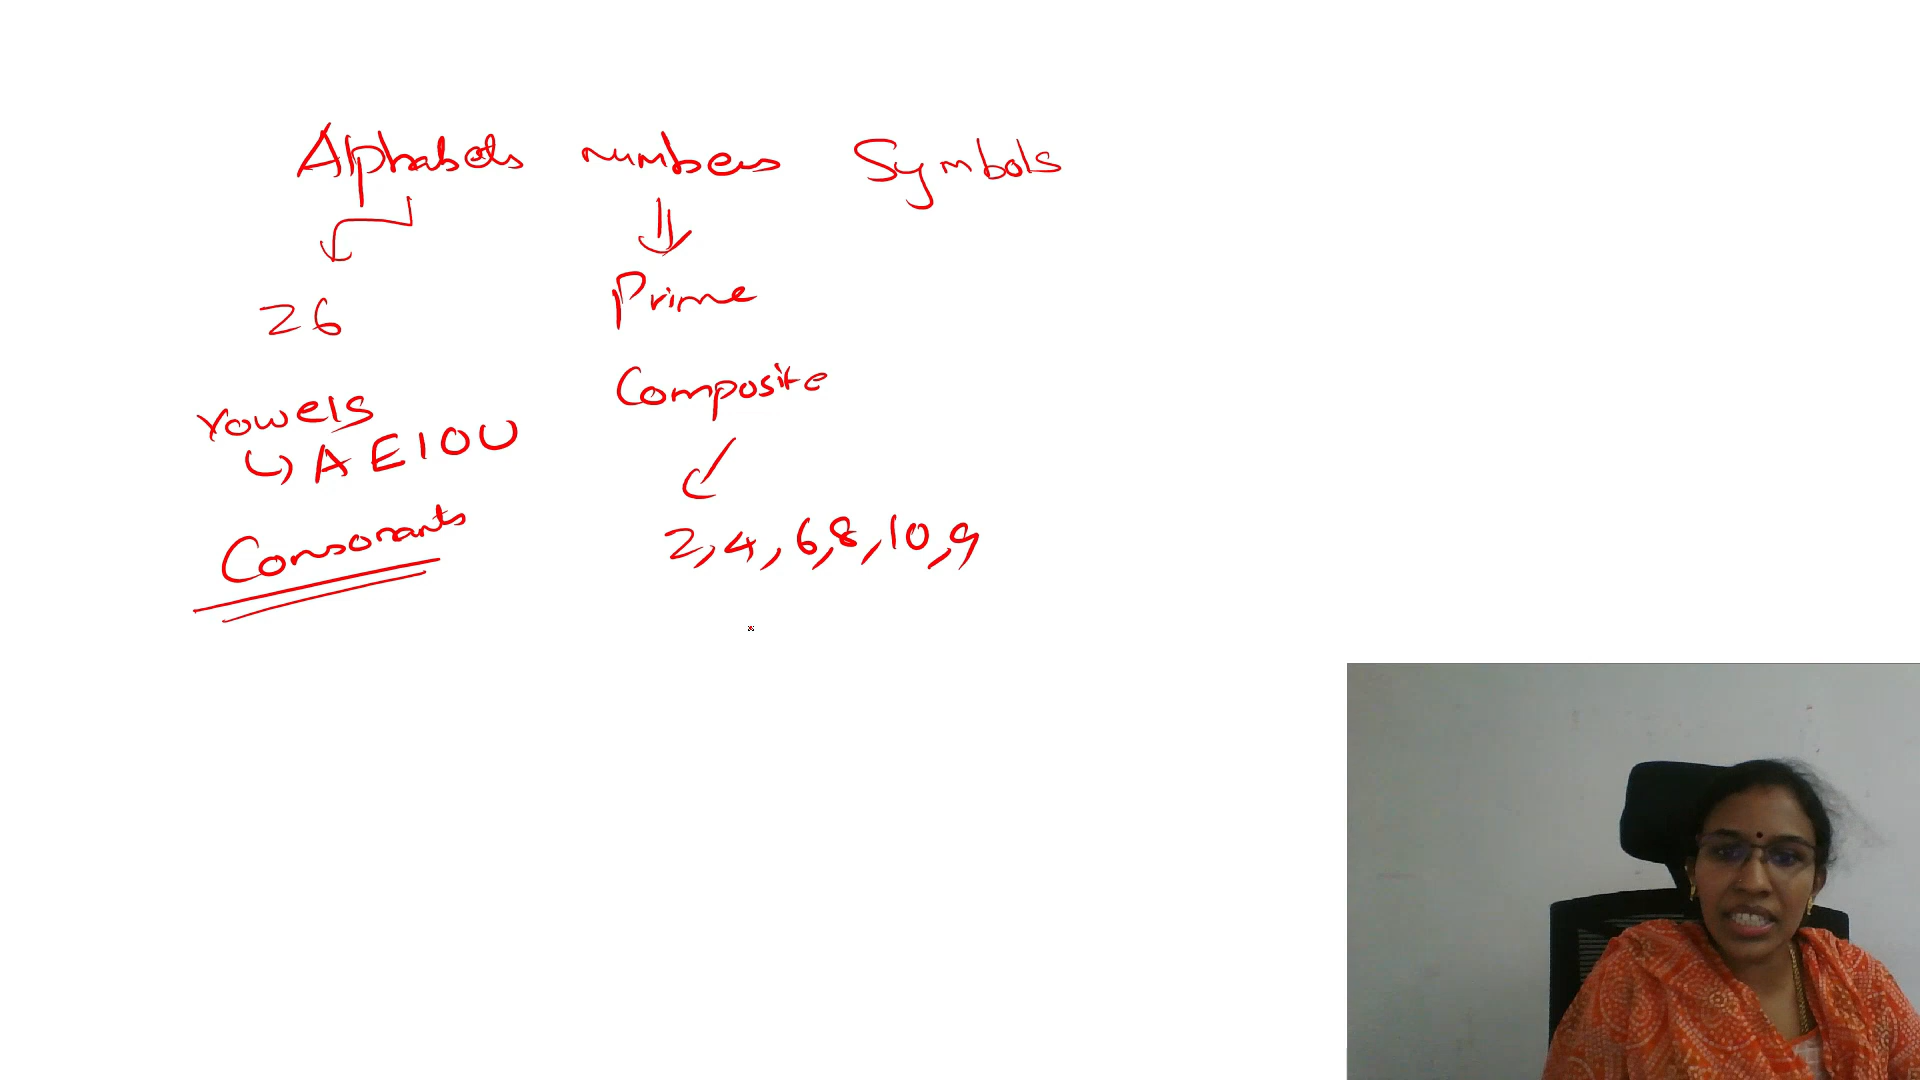 Alphabets numbers Symbols
26
Prime
Composite
Vowels
A E I O U
Consonants
2, 4, 6, 8, 10, 9